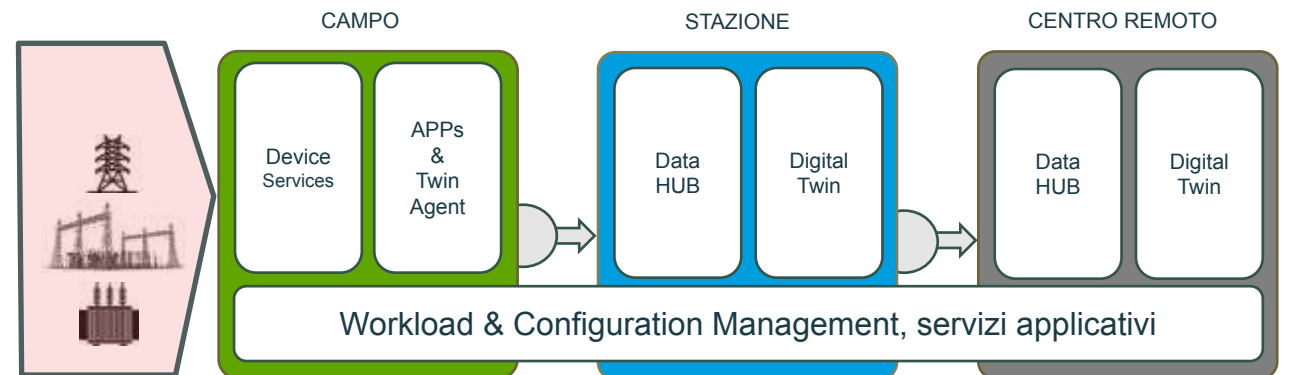 CAMPO
STAZIONE
CENTRO REMOTO
Device
Services
APPs
&
Twin
Agent
Data
HUB
Digital
Twin
Data
HUB
Digital
Twin
Workload & Configuration Management, servizi applicativi